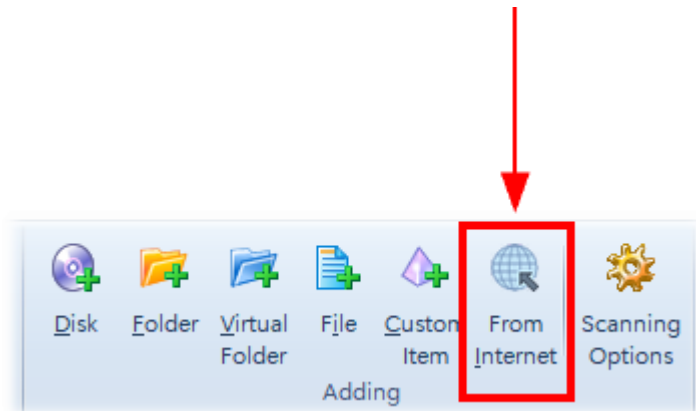 Disk Folder Virtual File Custom From Scanning
Folder Item Internet Options
Adding